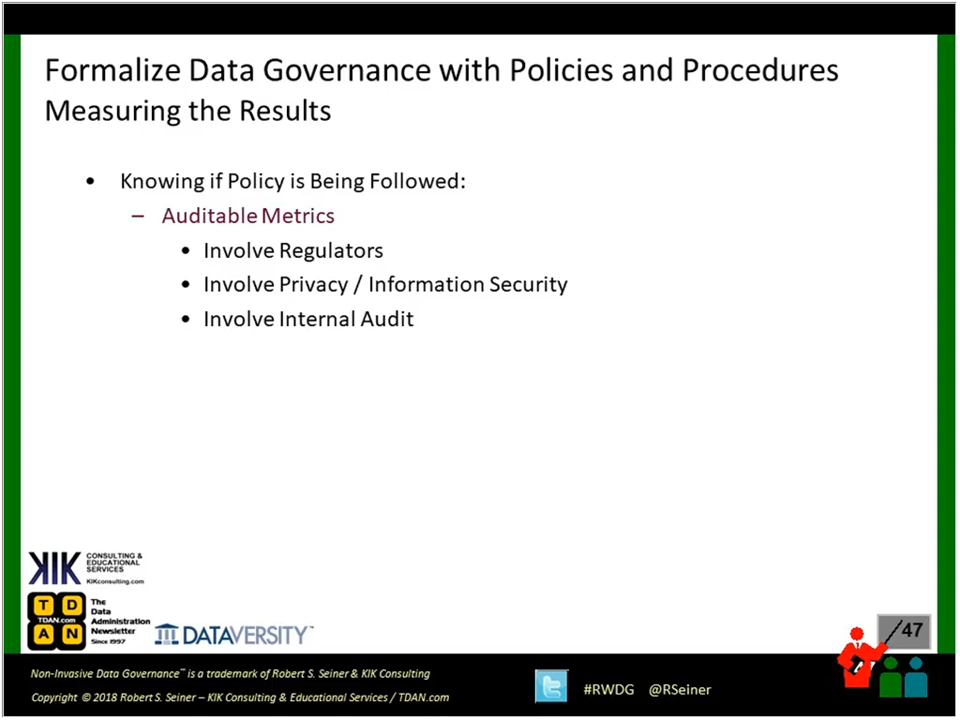 Formalize Data Governance with Policies and Procedures
Measuring the Results
• Knowing if Policy is Being Followed:
– Auditable Metrics
• Involve Regulators
• Involve Privacy / Information Security
• Involve Internal Audit
KIK
CONSULTING &
EDUCATIONAL
SERVICES
KIKconsulting.com
T D
TDAN.com
A N
The
Data
Administration
Newsletter
Since 1997
DATAVERSITY™
/47
Non-Invasive Data Governance™ is a trademark of Robert S. Seiner & KIK Consulting
Copyright © 2018 Robert S. Seiner – KIK Consulting & Educational Services / TDAN.com
#RWDG @RSeiner